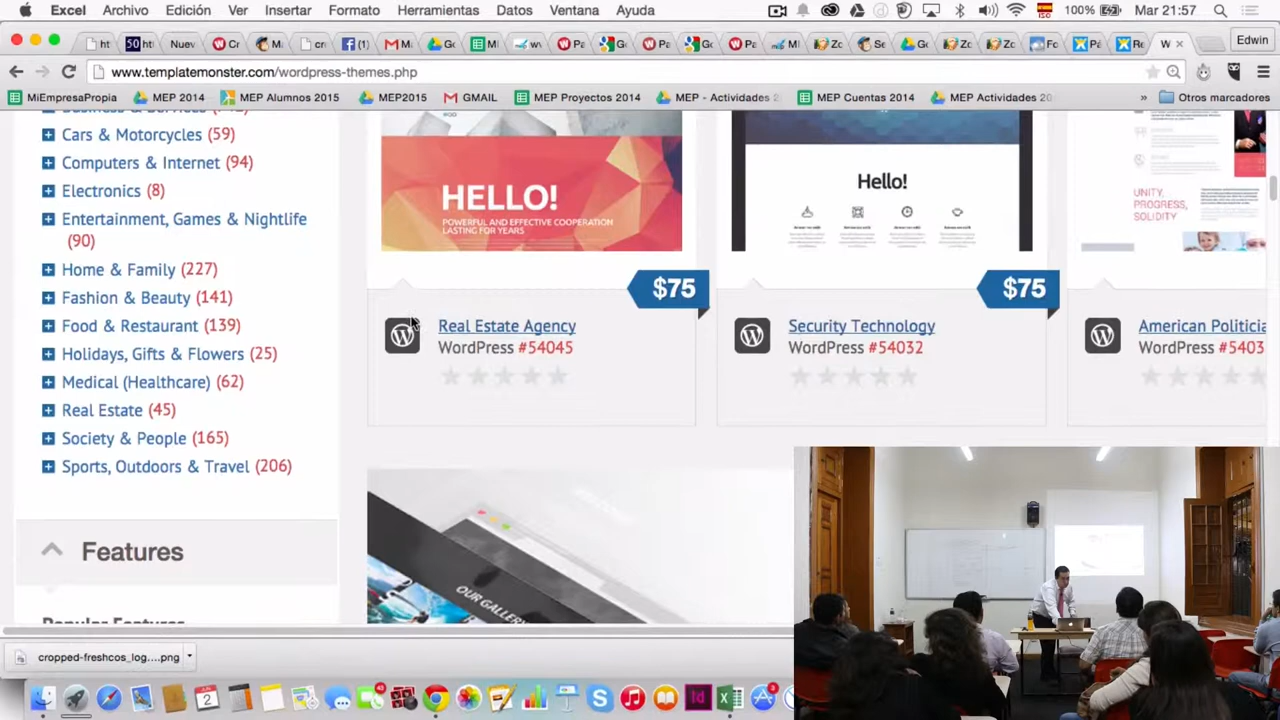 Excel Archivo Edición Ver Insertar Formato Herramientas Datos Ventana Ayuda 100% Mar 21:57
Edwin
www.templatemonster.com/wordpress-themes.php
MiEmpresaPropia MEP 2014 MEP Alumnos 2015 MEP2015 GMAIL MEP Proyectos 2014 MEP - Actividades MEP Cuentas 2014 MEP Actividades » Otros marcadores
Cars & Motorcycles (59)
Computers & Internet (94)
Electronics (8)
Entertainment, Games & Nightlife
(90)
Home & Family (227)
Fashion & Beauty (141)
Food & Restaurant (139)
Holidays, Gifts & Flowers (25)
Medical (Healthcare) (62)
Real Estate (45)
Society & People (165)
Sports, Outdoors & Travel (206)
Features
HELLO!
POWERFUL AND EFFECTIVE COOPERATION
LASTING FOR YEARS
$75
Real Estate Agency
WordPress #54045
Hello!
$75
Security Technology
WordPress #54032
UNITY,
PROGRESS,
SOLIDITY
American Politicia
WordPress #5403
OUR GALLERY
cropped-freshcos_log....png